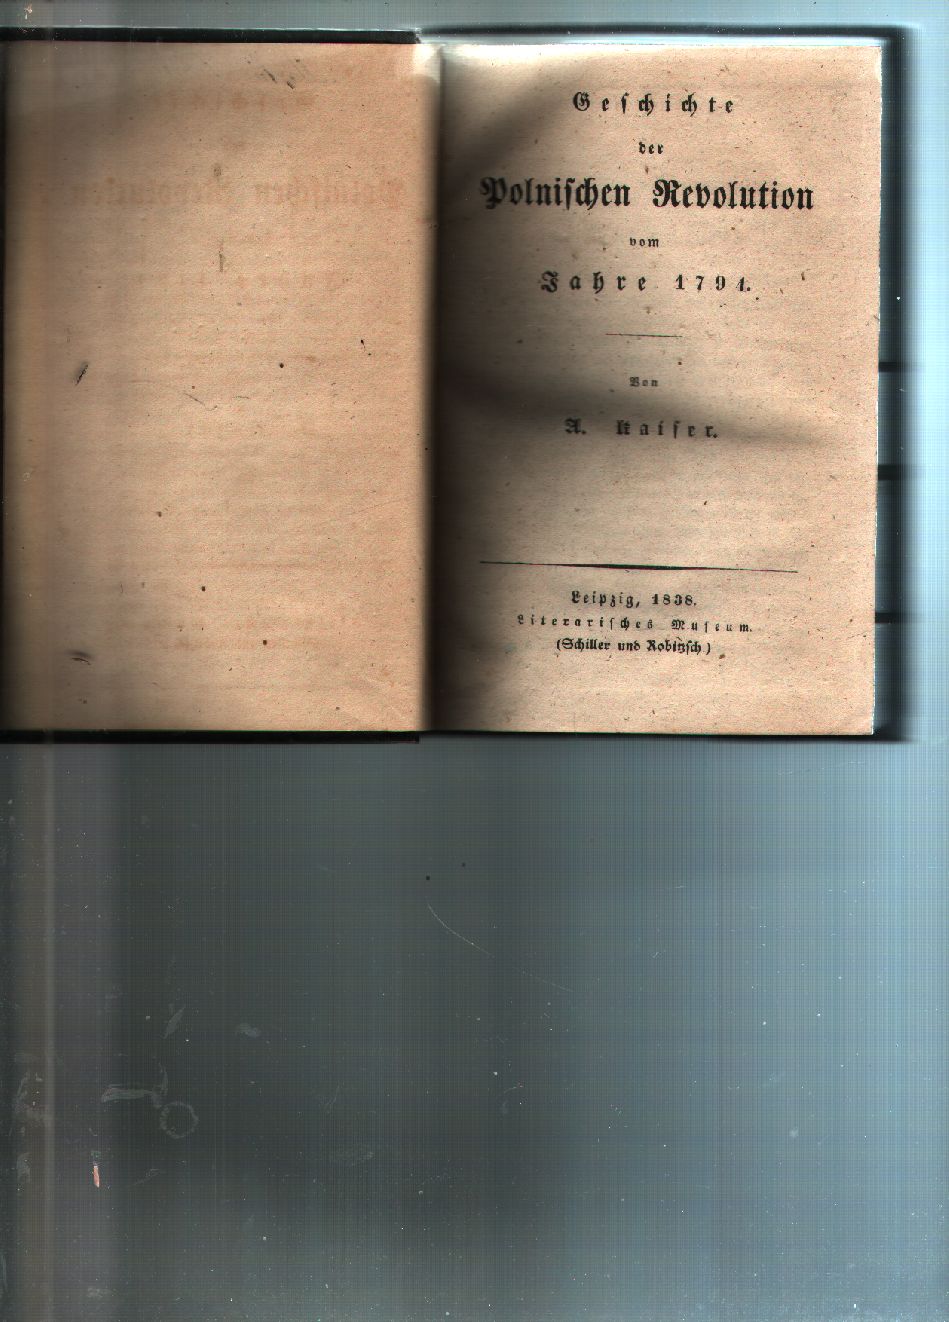 Geschichte
der
Polnischen Revolution
vom
Jahre 1794.
Von
A. Kaiser.
Leipzig, 1838.
Literarisches Museum.
(Schiller und Robitzsch)